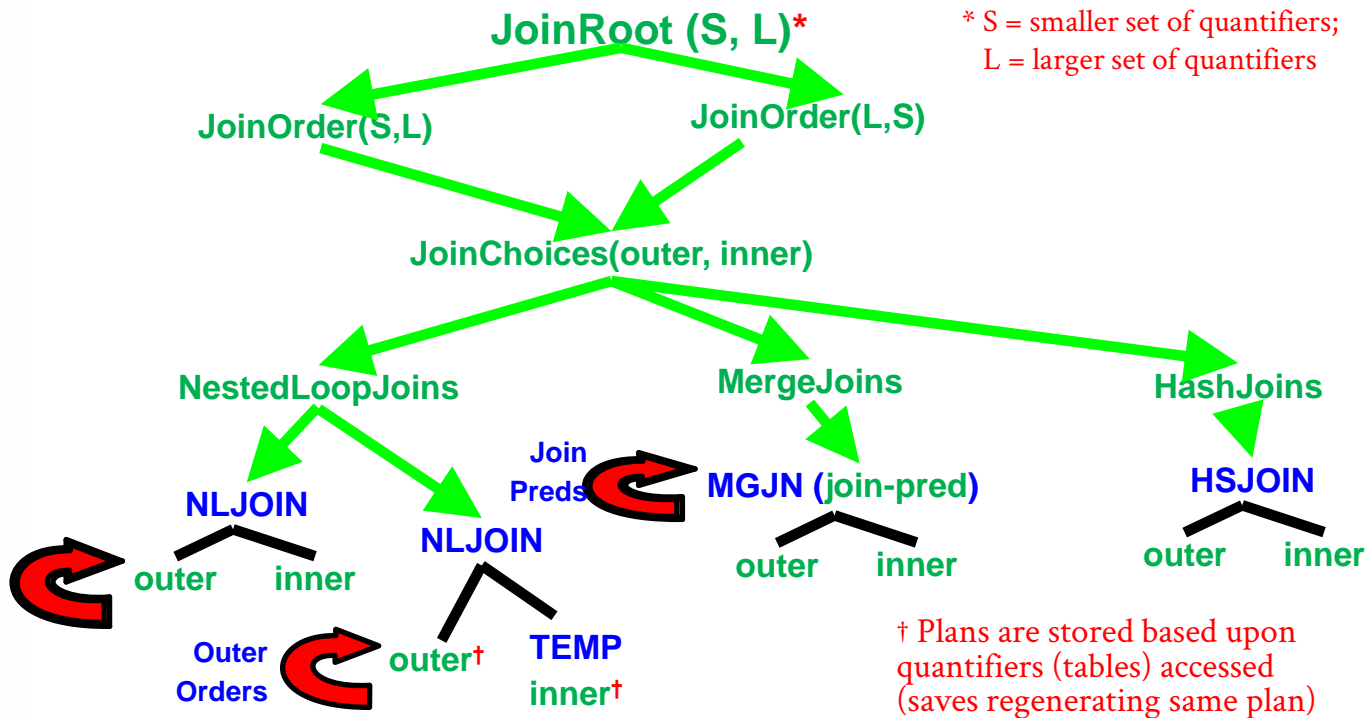 JoinRoot (S, L)*
* S = smaller set of quantifiers;
L = larger set of quantifiers
JoinOrder(S,L)
JoinOrder(L,S)
JoinChoices(outer, inner)
NestedLoopJoins
MergeJoins
HashJoins
NLJOIN
outer
inner
NLJOIN
Outer
Orders
outer†
TEMP
inner†
Join
Preds
MGJN (join-pred)
outer
inner
HSJOIN
outer
inner
† Plans are stored based upon
quantifiers (tables) accessed
(saves regenerating same plan)